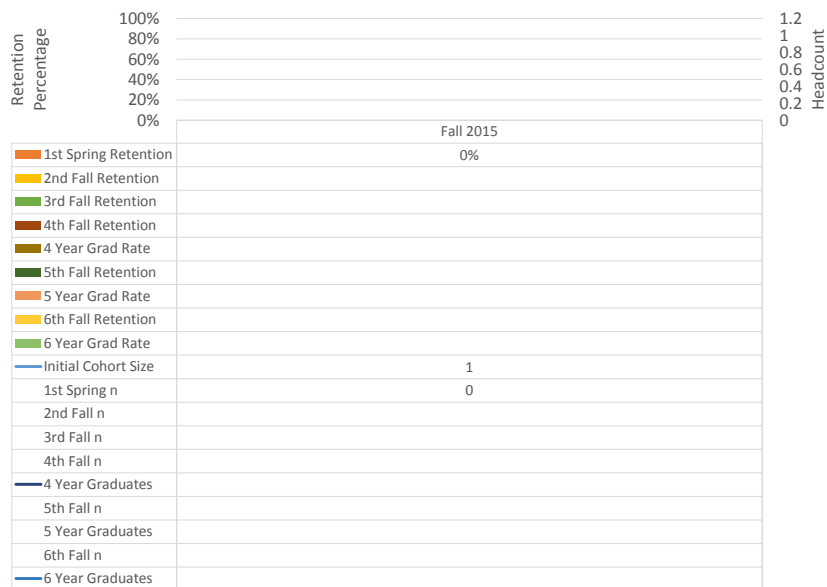 Retention
Percentage
100%
80%
60%
40%
20%
0%
1.2
1
0.8
0.6
0.4
0.2
0
Headcount
Fall 2015
1st Spring Retention 0%
2nd Fall Retention
3rd Fall Retention
4th Fall Retention
4 Year Grad Rate
5th Fall Retention
5 Year Grad Rate
6th Fall Retention
6 Year Grad Rate
Initial Cohort Size 1
1st Spring n 0
2nd Fall n
3rd Fall n
4th Fall n
4 Year Graduates
5th Fall n
5 Year Graduates
6th Fall n
6 Year Graduates